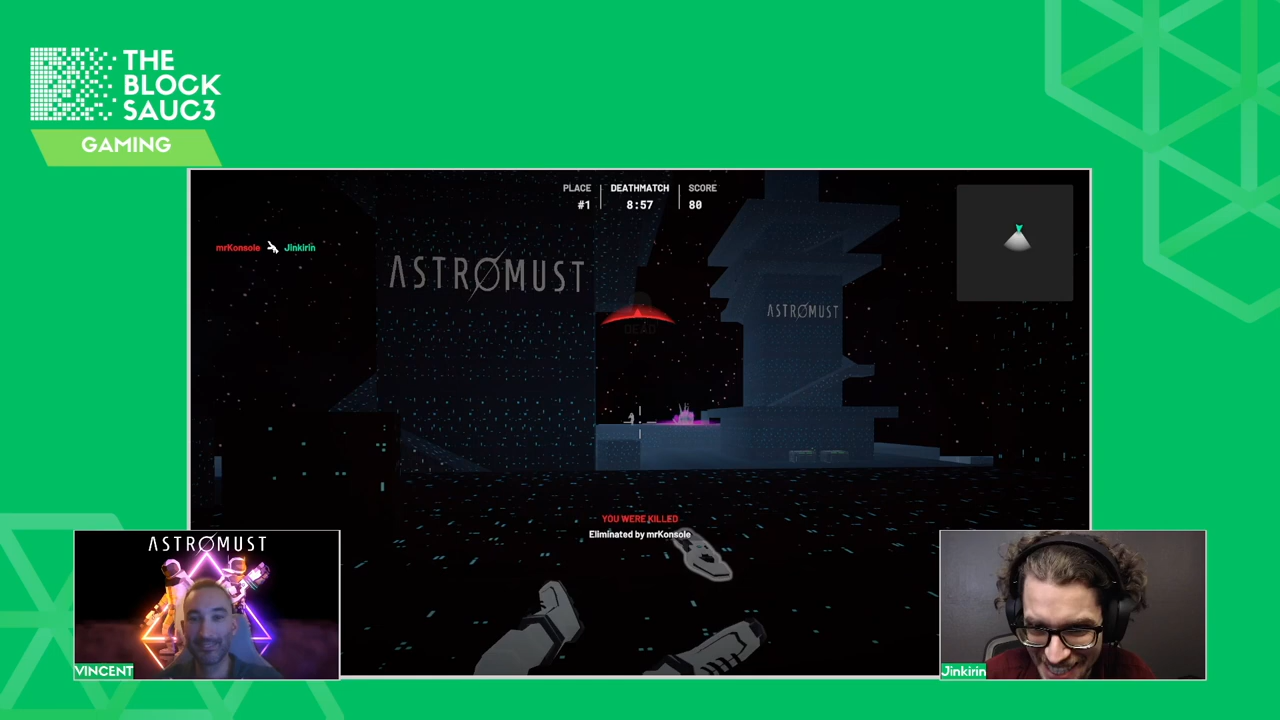 THE
BLOCK
SAUC3
GAMING
PLACE
#1
DEATHMATCH
8:57
SCORE
80
mrKonsole Jinkirin
ASTROMUST
ASTROMUST
DEAD
YOU WERE KILLED
Eliminated by mrKonsole
ASTROMUST
VINCENT
Jinkirin